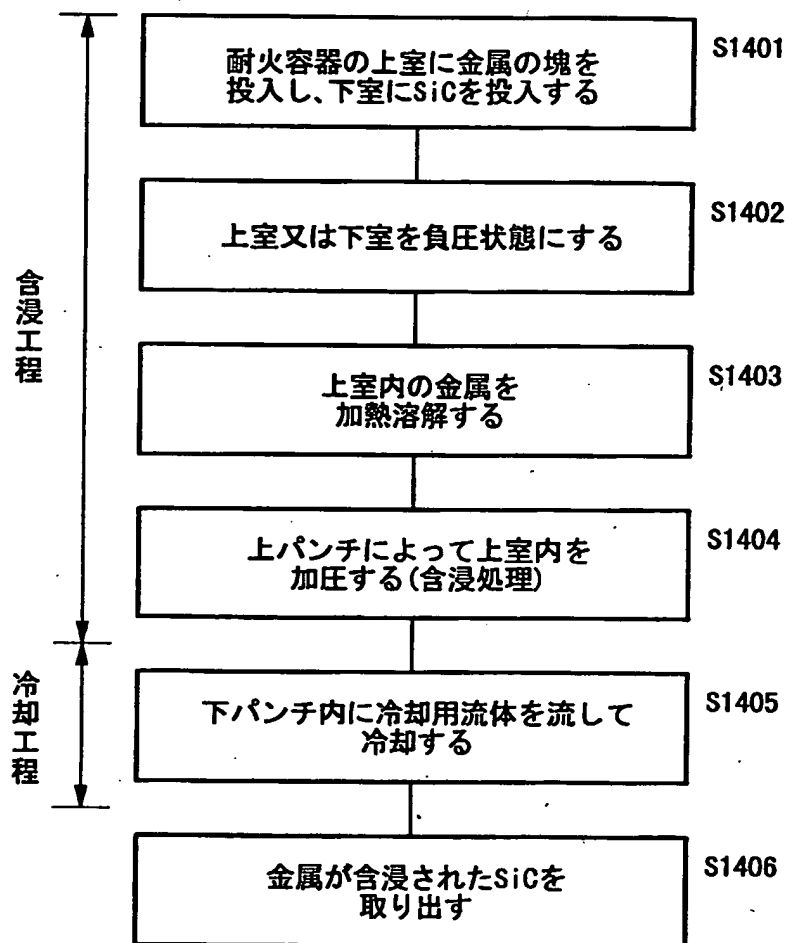 耐火容器の上室に金属の塊を
投入し、下室にSiCを投入する
S1401
上室又は下室を負圧状態にする
S1402
含浸工程
上室内の金属を
加熱溶解する
S1403
上パンチによって上室内を
加圧する(含浸処理)
S1404
冷却工程
下パンチ内に冷却用流体を流して
冷却する
S1405
金属が含浸されたSiCを
取り出す
S1406